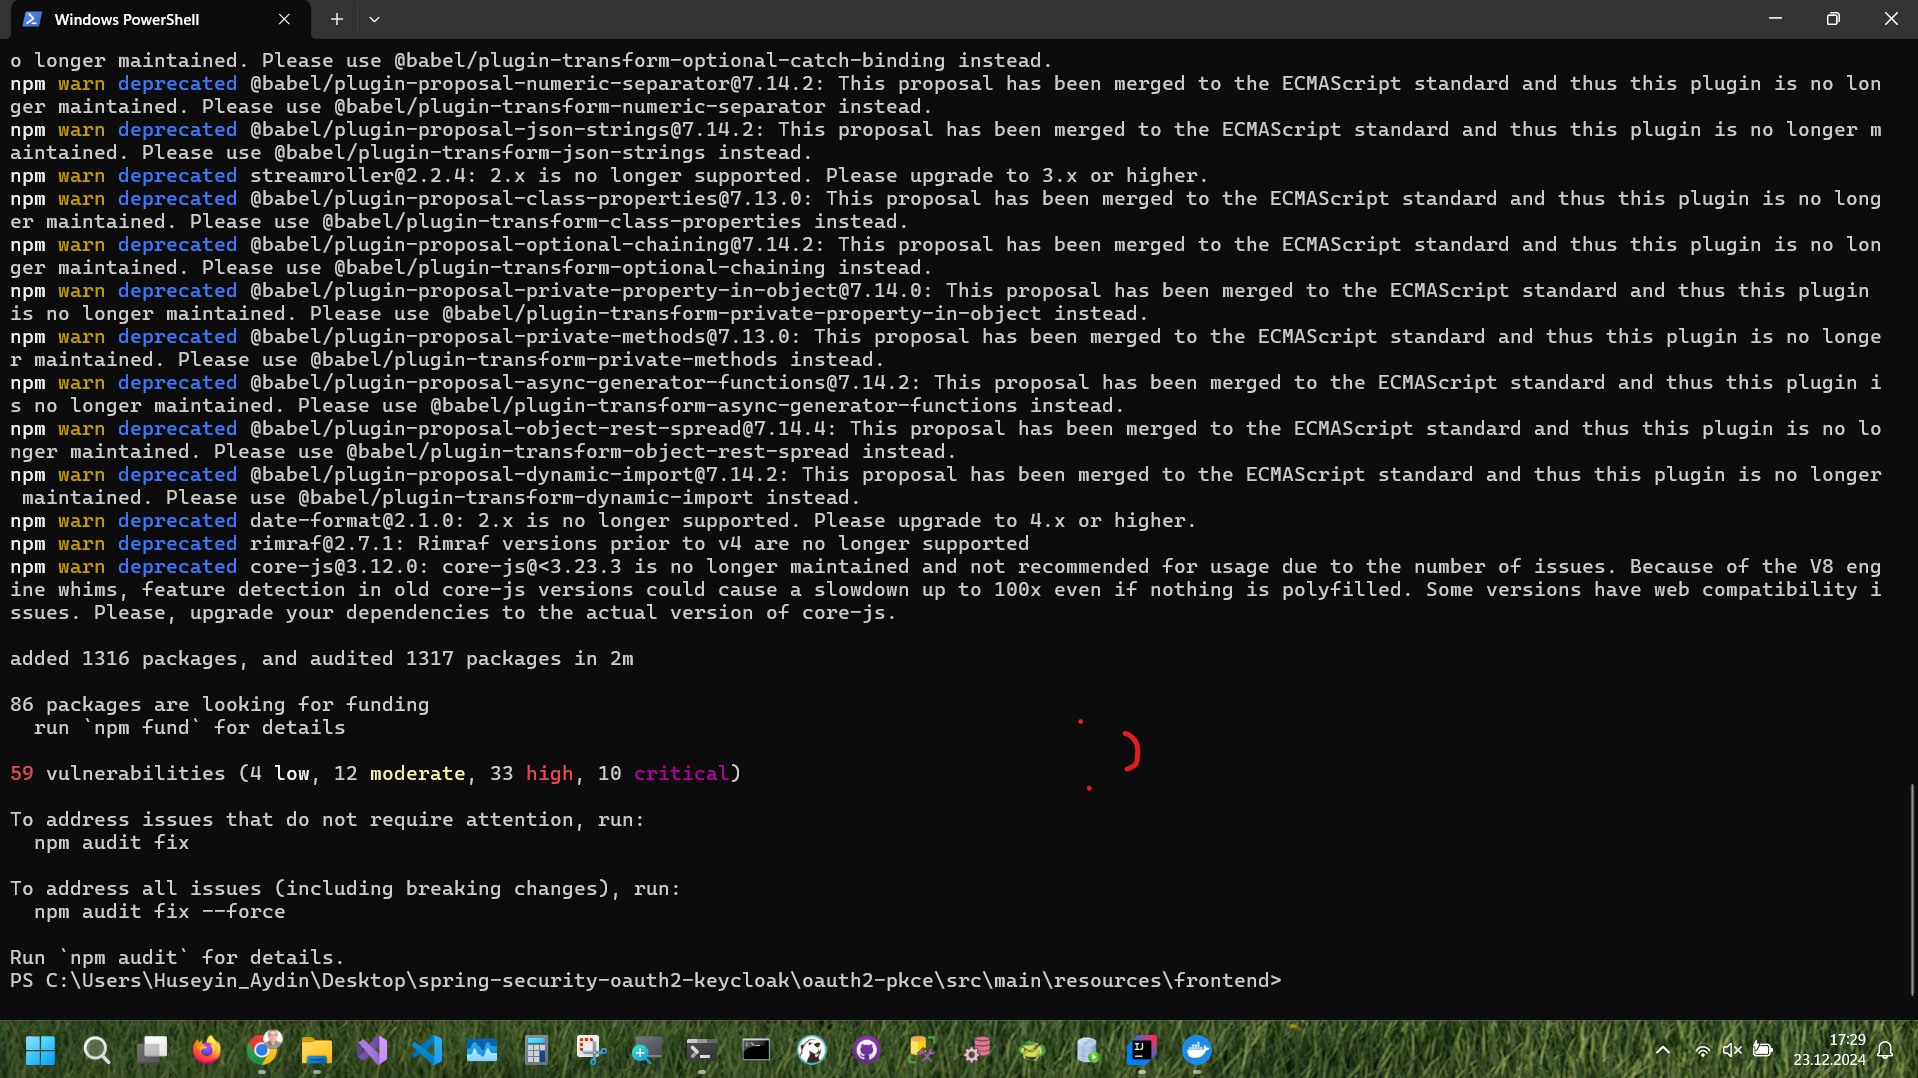 Windows PowerShell
o longer maintained. Please use @babel/plugin-transform-optional-catch-binding instead.
npm warn deprecated @babel/plugin-proposal-numeric-separator@7.14.2: This proposal has been merged to the ECMAScript standard and thus this plugin is no lon
ger maintained. Please use @babel/plugin-transform-numeric-separator instead.
npm warn deprecated @babel/plugin-proposal-json-strings@7.14.2: This proposal has been merged to the ECMAScript standard and thus this plugin is no longer m
aintained. Please use @babel/plugin-transform-json-strings instead.
npm warn deprecated streamroller@2.2.4: 2.x is no longer supported. Please upgrade to 3.x or higher.
npm warn deprecated @babel/plugin-proposal-class-properties@7.13.0: This proposal has been merged to the ECMAScript standard and thus this plugin is no long
er maintained. Please use @babel/plugin-transform-class-properties instead.
npm warn deprecated @babel/plugin-proposal-optional-chaining@7.14.2: This proposal has been merged to the ECMAScript standard and thus this plugin is no lon
ger maintained. Please use @babel/plugin-transform-optional-chaining instead.
npm warn deprecated @babel/plugin-proposal-private-property-in-object@7.14.0: This proposal has been merged to the ECMAScript standard and thus this plugin
is no longer maintained. Please use @babel/plugin-transform-private-property-in-object instead.
npm warn deprecated @babel/plugin-proposal-private-methods@7.13.0: This proposal has been merged to the ECMAScript standard and thus this plugin is no longe
r maintained. Please use @babel/plugin-transform-private-methods instead.
npm warn deprecated @babel/plugin-proposal-async-generator-functions@7.14.2: This proposal has been merged to the ECMAScript standard and thus this plugin i
s no longer maintained. Please use @babel/plugin-transform-async-generator-functions instead.
npm warn deprecated @babel/plugin-proposal-object-rest-spread@7.14.4: This proposal has been merged to the ECMAScript standard and thus this plugin is no lo
nger maintained. Please use @babel/plugin-transform-object-rest-spread instead.
npm warn deprecated @babel/plugin-proposal-dynamic-import@7.14.2: This proposal has been merged to the ECMAScript standard and thus this plugin is no longer
 maintained. Please use @babel/plugin-transform-dynamic-import instead.
npm warn deprecated date-format@2.1.0: 2.x is no longer supported. Please upgrade to 4.x or higher.
npm warn deprecated rimraf@2.7.1: Rimraf versions prior to v4 are no longer supported
npm warn deprecated core-js@3.12.0: core-js@<3.23.3 is no longer maintained and not recommended for usage due to the number of issues. Because of the V8 eng
ine whims, feature detection in old core-js versions could cause a slowdown up to 100x even if nothing is polyfilled. Some versions have web compatibility i
ssues. Please, upgrade your dependencies to the actual version of core-js.
added 1316 packages, and audited 1317 packages in 2m
86 packages are looking for funding
  run `npm fund` for details
59 vulnerabilities (4 low, 12 moderate, 33 high, 10 critical)
To address issues that do not require attention, run:
  npm audit fix
To address all issues (including breaking changes), run:
  npm audit fix --force
Run `npm audit` for details.
PS C:\Users\Huseyin_Aydin\Desktop\spring-security-oauth2-keycloak\oauth2-pkce\src\main\resources\frontend>
17:29
23.12.2024